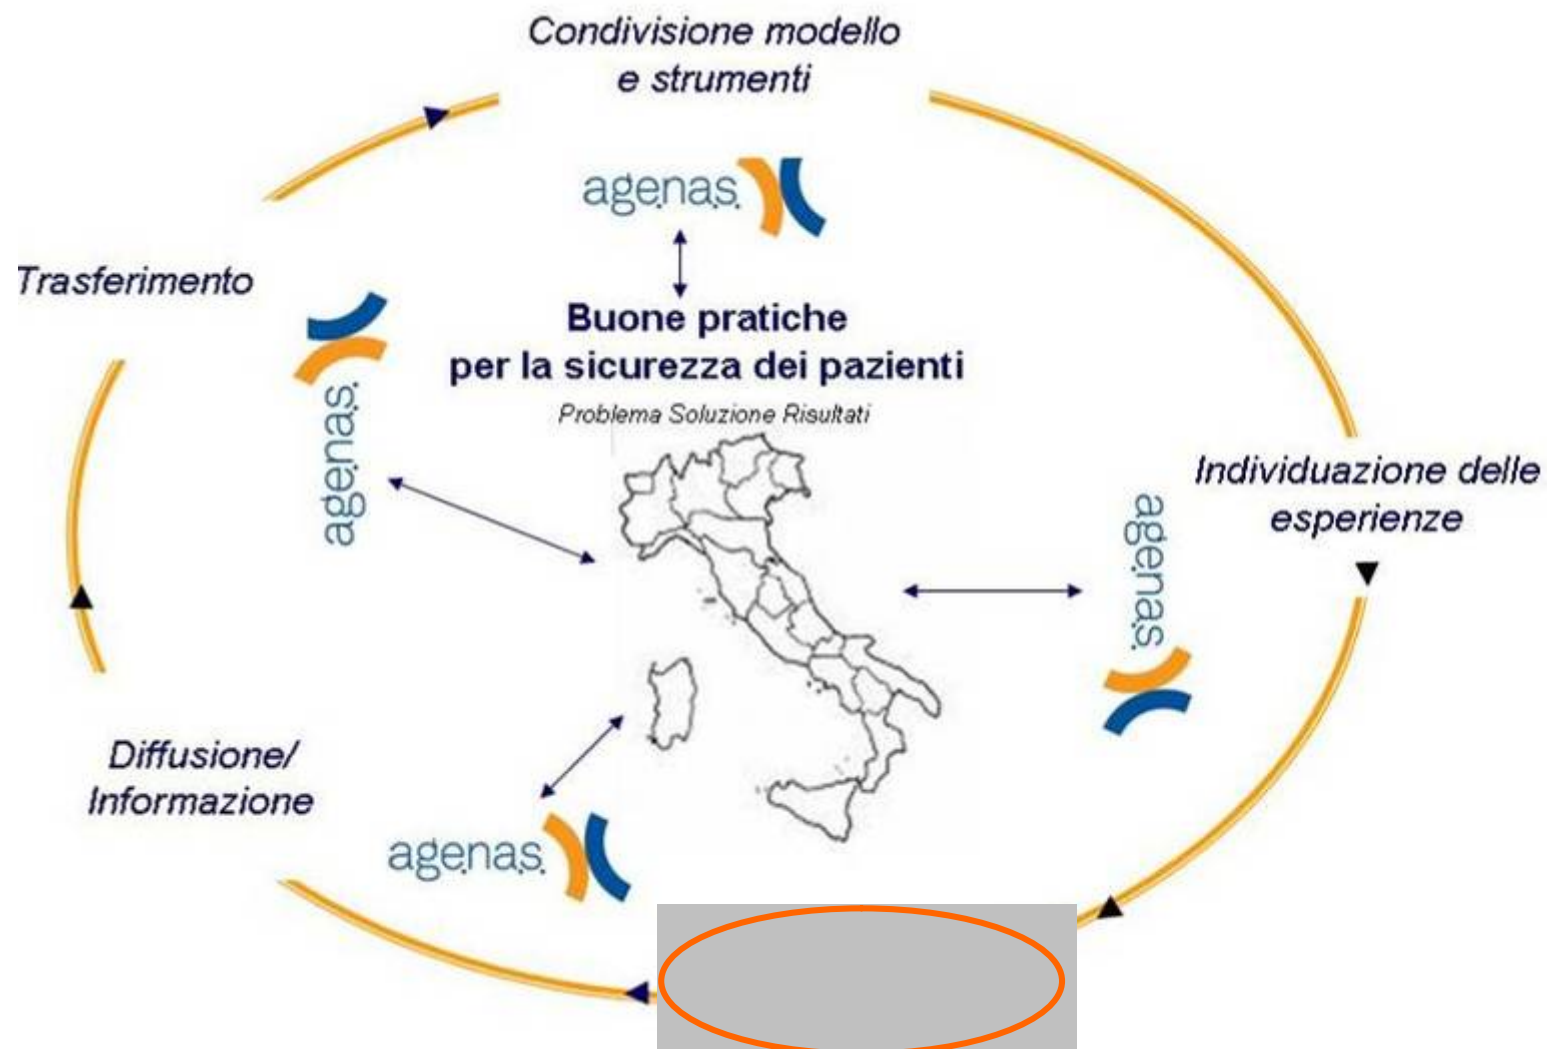 Condivisione modello
e strumenti
agenas.
Trasferimento
Buone pratiche
per la sicurezza dei pazienti
Problema Soluzione Risultati
agenas.
Individuazione delle
esperienze
agenas.
Diffusione/
Informazione
agenas.